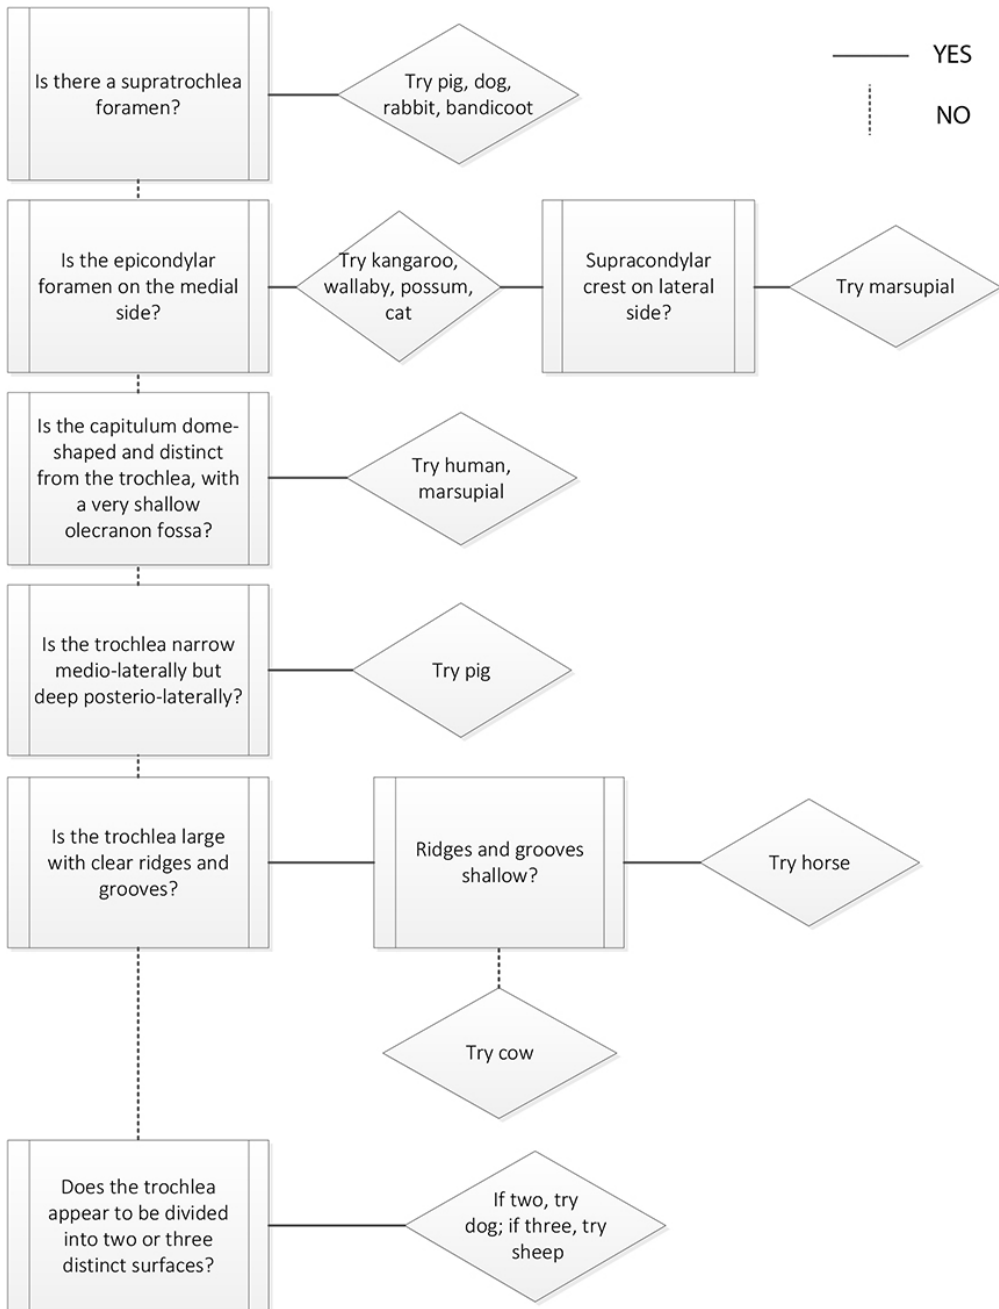 Is there a supratrochlea
foramen?
Try pig, dog,
rabbit, bandicoot
YES
NO
Is the epicondylar
foramen on the medial
side?
Try kangaroo,
wallaby, possum,
cat
Supracondylar
crest on lateral
side?
Try marsupial
Is the capitulum dome-
shaped and distinct
from the trochlea, with
a very shallow
olecranon fossa?
Try human,
marsupial
Is the trochlea narrow
medio-laterally but
deep posterio-laterally?
Try pig
Is the trochlea large
with clear ridges and
grooves?
Ridges and grooves
shallow?
Try horse
Try cow
Does the trochlea
appear to be divided
into two or three
distinct surfaces?
If two, try
dog; if three, try
sheep